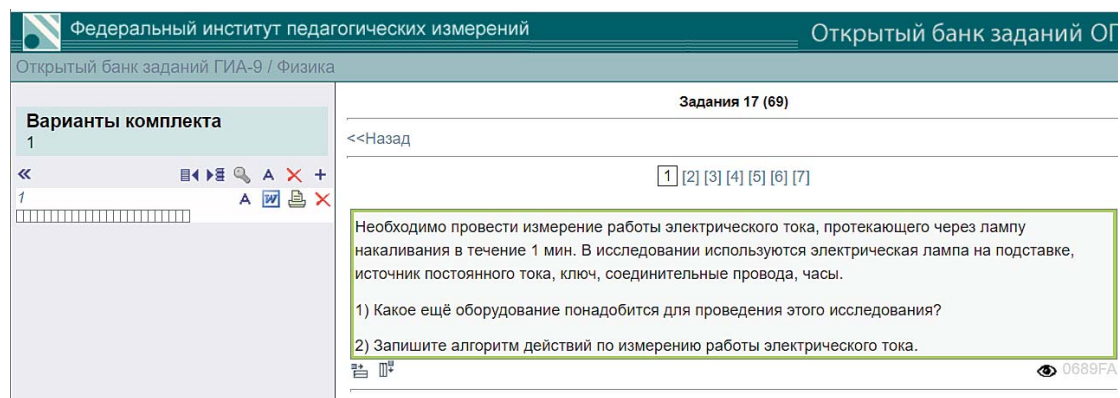 Федеральный институт педагогических измерений
Открытый банк заданий ОГ
Открытый банк заданий ГИА-9 / Физика
Варианты комплекта
1
1
Задания 17 (69)
<<Назад
1 [2] [3] [4] [5] [6] [7]
Необходимо провести измерение работы электрического тока, протекающего через лампу
накаливания в течение 1 мин. В исследовании используются электрическая лампа на подставке,
источник постоянного тока, ключ, соединительные провода, часы.
1) Какое ещё оборудование понадобится для проведения этого исследования?
2) Запишите алгоритм действий по измерению работы электрического тока.
0689FA